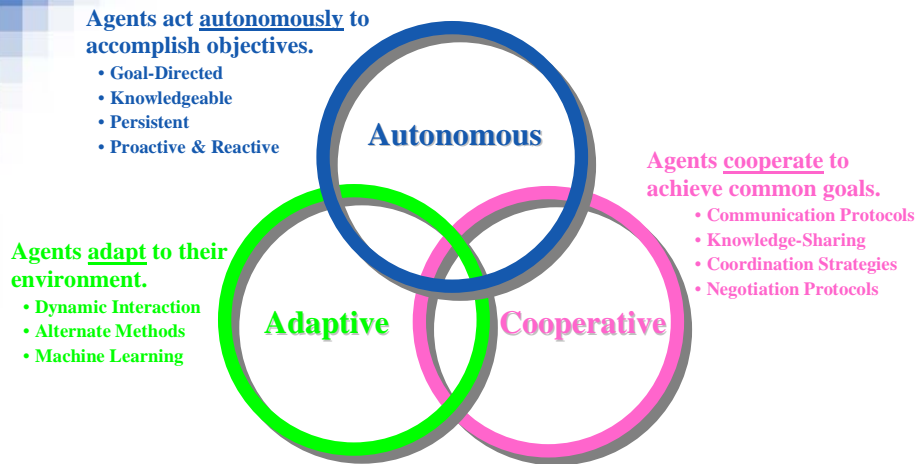 Agents act autonomously to
accomplish objectives.
• Goal-Directed
• Knowledgeable
• Persistent
• Proactive & Reactive
Autonomous
Agents cooperate to
achieve common goals.
• Communication Protocols
• Knowledge-Sharing
• Coordination Strategies
• Negotiation Protocols
Agents adapt to their
environment.
• Dynamic Interaction
• Alternate Methods
• Machine Learning
Adaptive
Cooperative